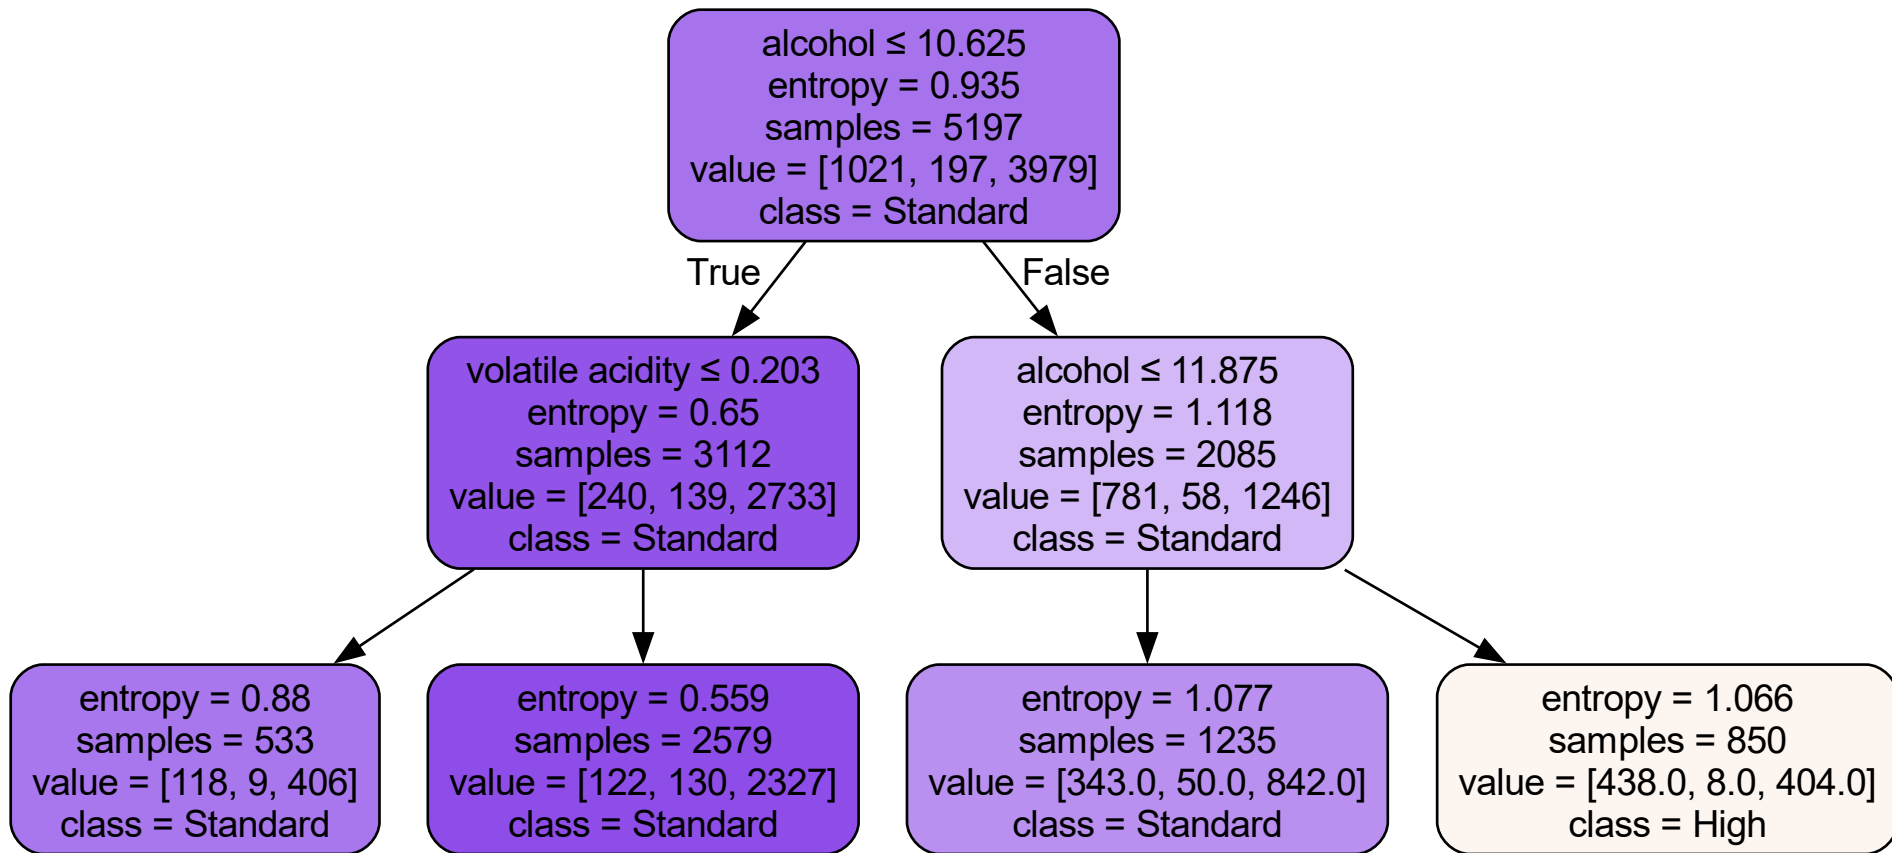 alcohol ≤ 10.625
entropy = 0.935
samples = 5197
value = [1021, 197, 3979]
class = Standard
True
False
volatile acidity ≤ 0.203
entropy = 0.65
samples = 3112
value = [240, 139, 2733]
class = Standard
alcohol ≤ 11.875
entropy = 1.118
samples = 2085
value = [781, 58, 1246]
class = Standard
entropy = 0.88
samples = 533
value = [118, 9, 406]
class = Standard
entropy = 0.559
samples = 2579
value = [122, 130, 2327]
class = Standard
entropy = 1.077
samples = 1235
value = [343.0, 50.0, 842.0]
class = Standard
entropy = 1.066
samples = 850
value = [438.0, 8.0, 404.0]
class = High